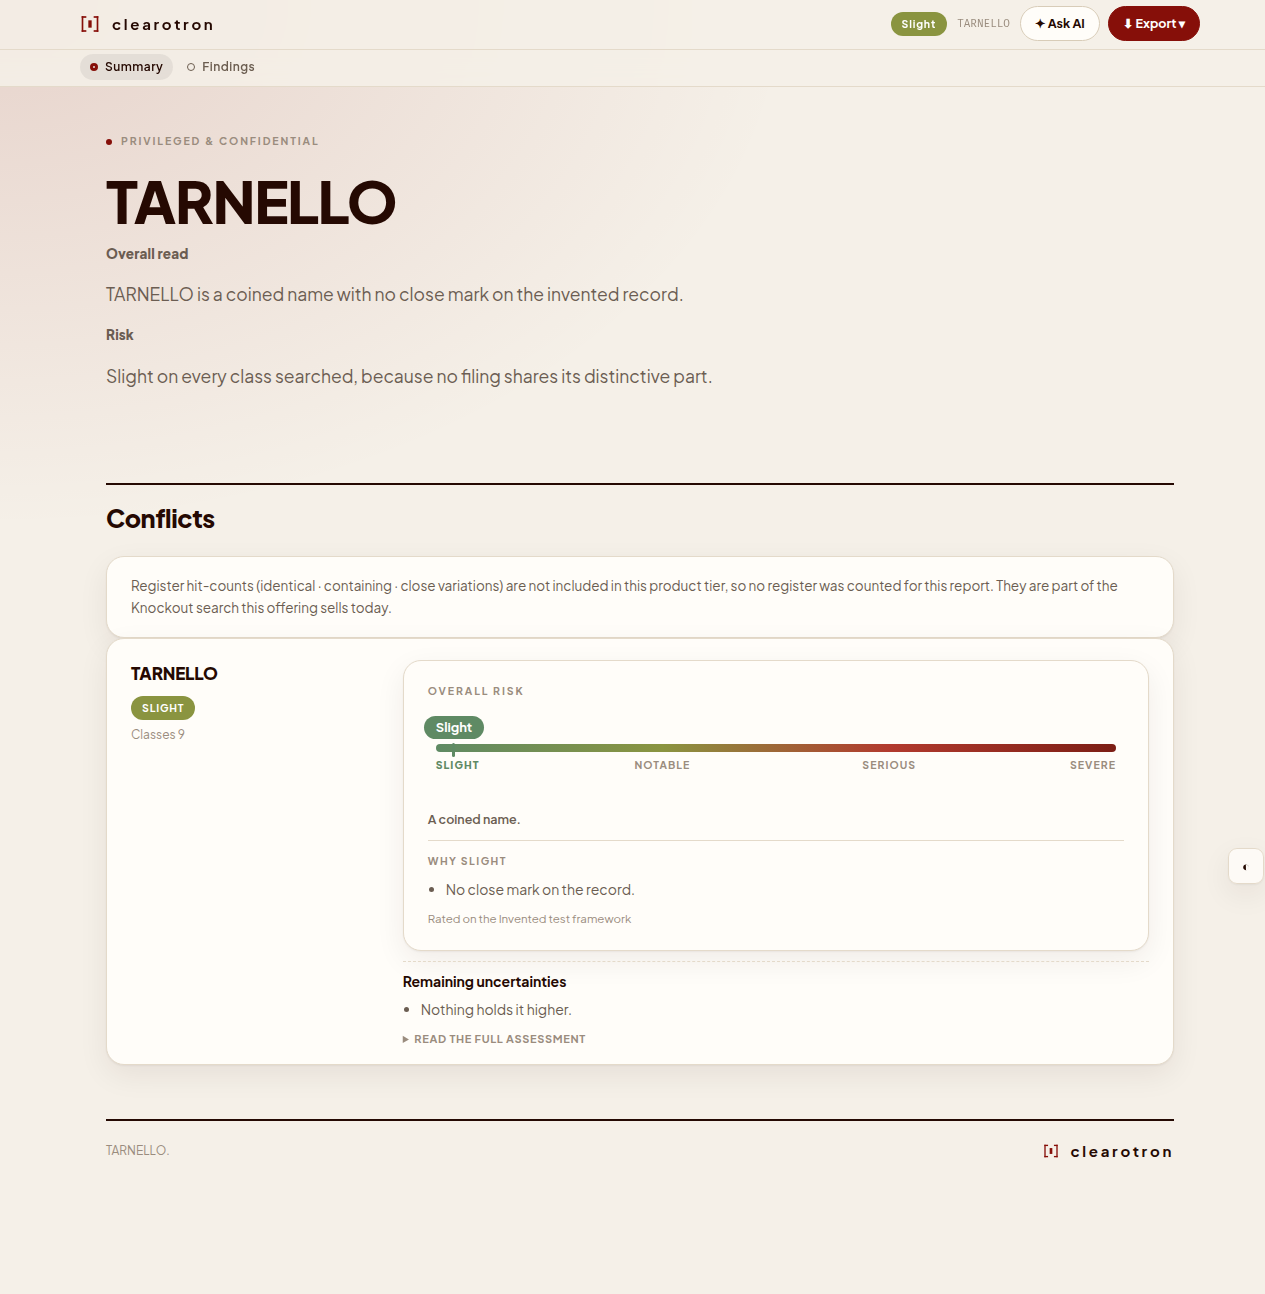 clearotron
Slight
TARNELLO
✦ Ask AI
⬇ Export ▾
Summary
Findings
PRIVILEGED & CONFIDENTIAL
TARNELLO
Overall read
TARNELLO is a coined name with no close mark on the invented record.
Risk
Slight on every class searched, because no filing shares its distinctive part.
Conflicts
Register hit-counts (identical · containing · close variations) are not included in this product tier, so no register was counted for this report. They are part of the
Knockout search this offering sells today.
TARNELLO
SLIGHT
Classes 9
OVERALL RISK
Slight
SLIGHT NOTABLE SERIOUS SEVERE
A coined name.
WHY SLIGHT
• No close mark on the record.
Rated on the Invented test framework
Remaining uncertainties
• Nothing holds it higher.
▸ READ THE FULL ASSESSMENT
TARNELLO.
clearotron